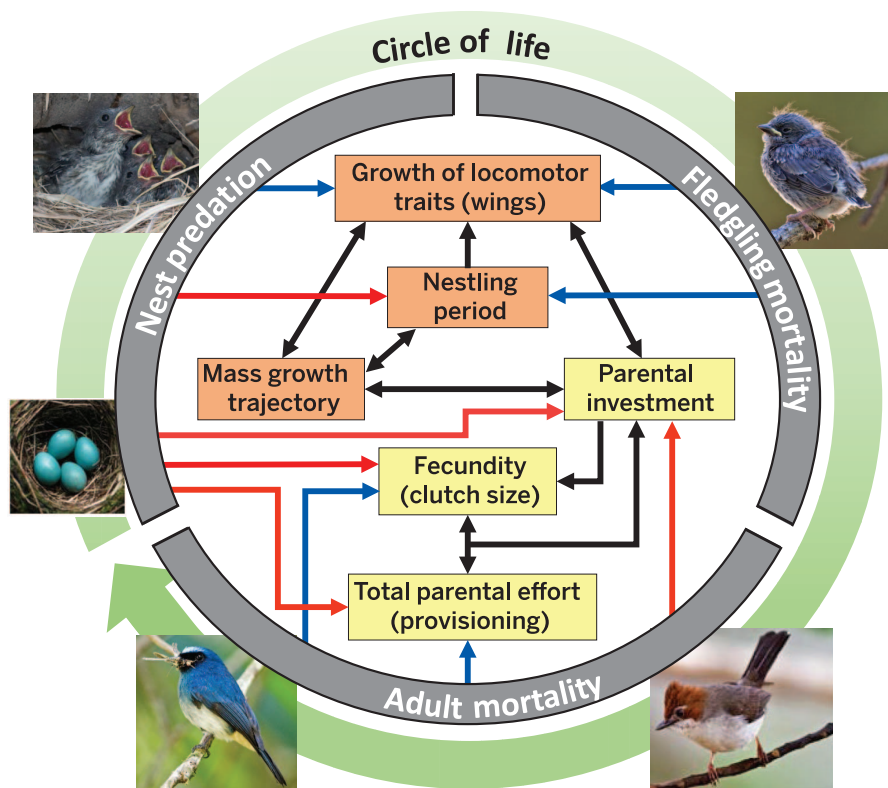 Circle of life
Nest predation
Fledgling mortality
Growth of locomotor
traits (wings)
Nestling
period
Mass growth
trajectory
Parental
investment
Fecundity
(clutch size)
Total parental effort
(provisioning)
Adult mortality